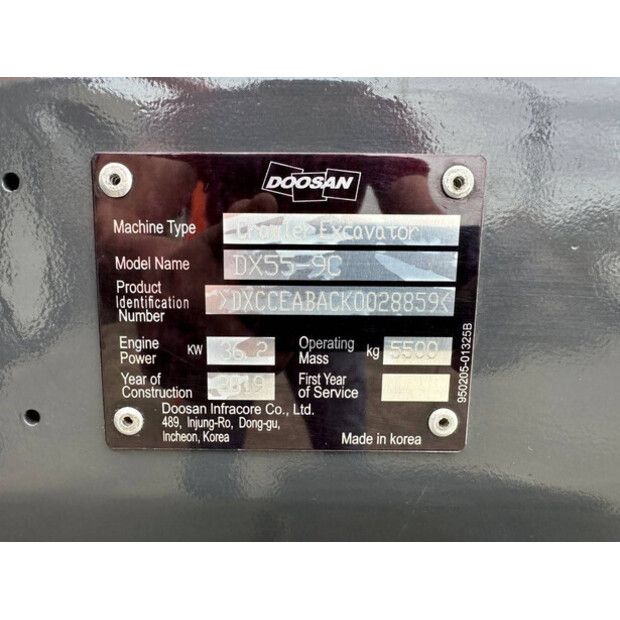 DOOSAN
Machine Type Crawler Excavator
Model Name DX55-9C
Product
Identification >DXCCEABACK0028859<
Number
Engine Operating
Power KW 36.2 Mass kg 5500
Year of First Year
Construction 2019 of Service
Doosan Infracore Co., Ltd.
489, Injung-Ro, Dong-gu,
Incheon, Korea Made in korea
950205-01325B